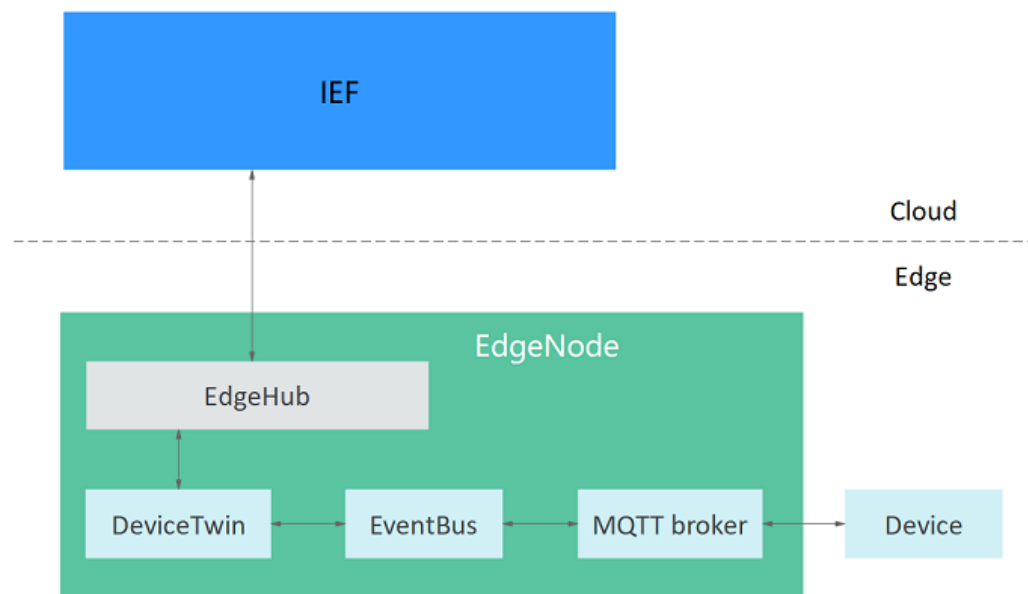 IEF
Cloud
Edge
EdgeNode
EdgeHub
DeviceTwin
EventBus
MQTT broker
Device